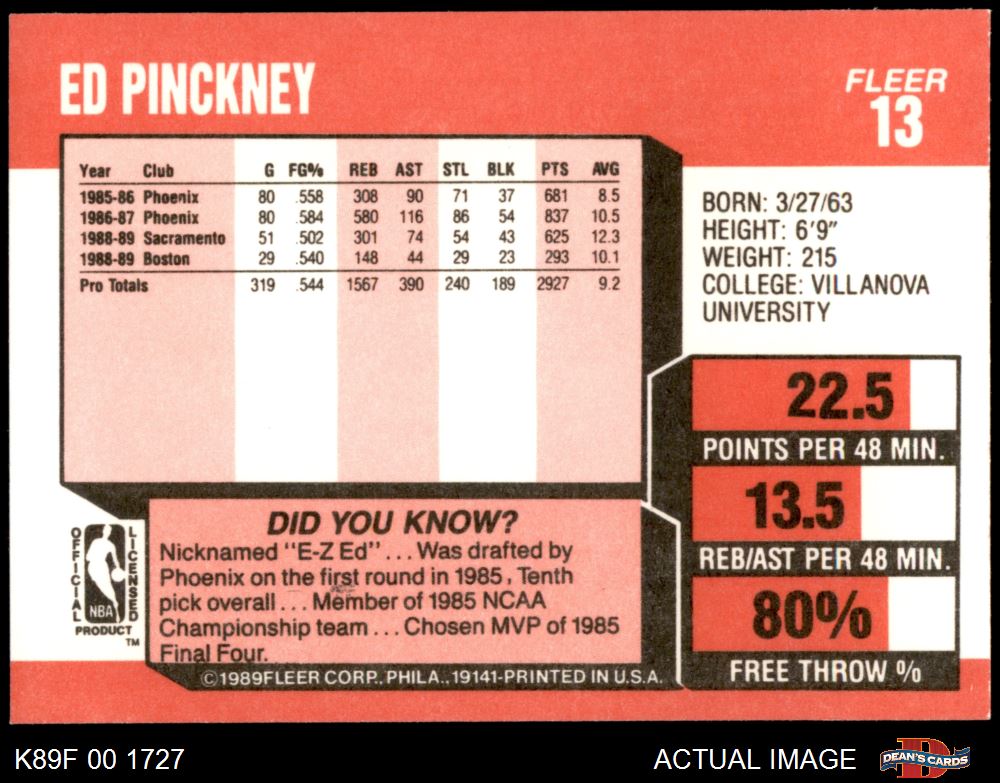 ED PINCKNEY
FLEER
13
Year Club G FG% REB AST STL BLK PTS AVG
1985-86 Phoenix 80 .558 308 90 71 37 681 8.5
1986-87 Phoenix 80 .584 580 116 86 54 837 10.5
1988-89 Sacramento 51 .502 301 74 54 43 625 12.3
1988-89 Boston 29 .540 148 44 29 23 293 10.1
Pro Totals 319 .544 1567 390 240 189 2927 9.2
BORN: 3/27/63
HEIGHT: 6'9"
WEIGHT: 215
COLLEGE: VILLANOVA
UNIVERSITY
22.5
POINTS PER 48 MIN.
13.5
REB/AST PER 48 MIN.
80%
FREE THROW %
OFFICIAL
LICENSED
NBA
PRODUCT
TM
DID YOU KNOW?
Nicknamed "E-Z Ed" ... Was drafted by
Phoenix on the first round in 1985, Tenth
pick overall ... Member of 1985 NCAA
Championship team ... Chosen MVP of 1985
Final Four.
©1989FLEER CORP., PHILA., 19141-PRINTED IN U.S.A.
K89F 00 1727
ACTUAL IMAGE
D
DEAN'S CARDS